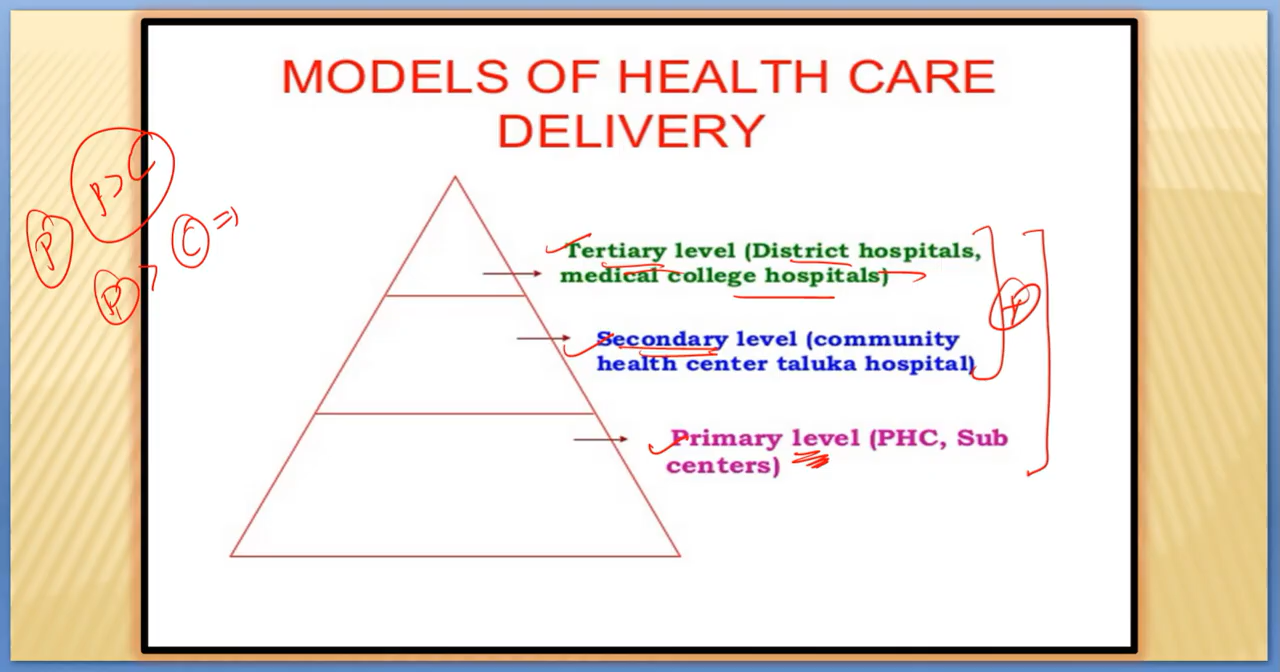 MODELS OF HEALTH CARE
DELIVERY
P>C
P
C =>
P >
Tertiary level (District hospitals,
medical college hospitals)
P
Secondary level (community
health center taluka hospital)
Primary level (PHC, Sub
centers)